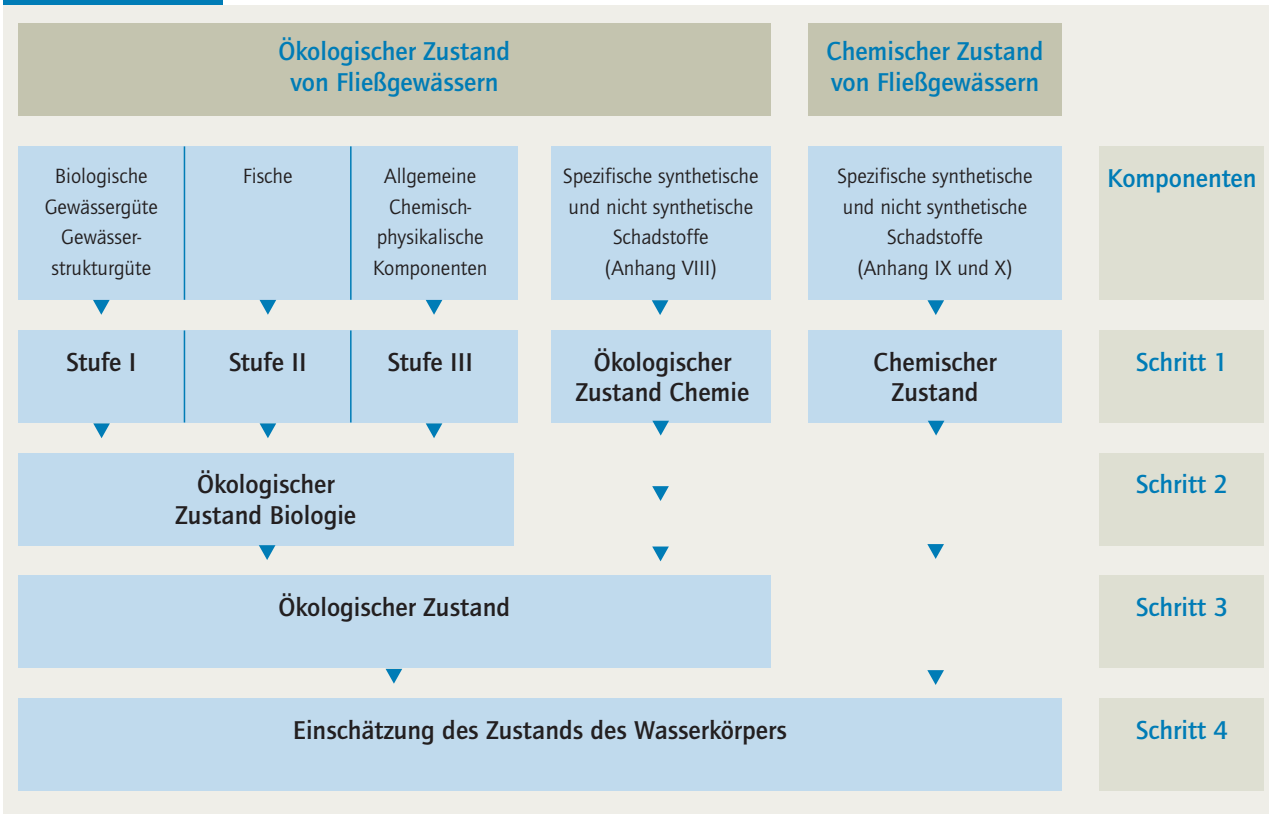 Ökologischer Zustand
von Fließgewässern
Chemischer Zustand
von Fließgewässern
Biologische
Gewässergüte
Gewässer-
strukturgüte
Fische
Allgemeine
Chemisch-
physikalische
Komponenten
Spezifische synthetische
und nicht synthetische
Schadstoffe
(Anhang VIII)
Spezifische synthetische
und nicht synthetische
Schadstoffe
(Anhang IX und X)
Komponenten
Stufe I
Stufe II
Stufe III
Ökologischer
Zustand Chemie
Chemischer
Zustand
Schritt 1
Ökologischer
Zustand Biologie
Schritt 2
Ökologischer Zustand
Schritt 3
Einschätzung des Zustands des Wasserkörpers
Schritt 4